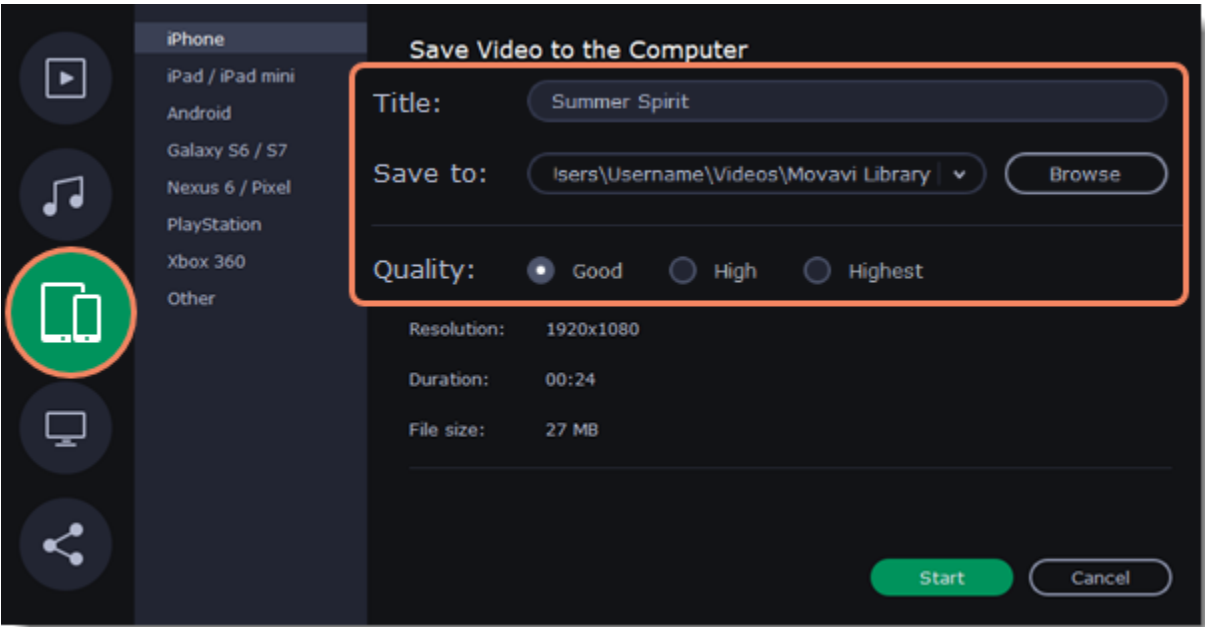 iPhone
iPad / iPad mini
Android
Galaxy S6 / S7
Nexus 6 / Pixel
PlayStation
Xbox 360
Other
Save Video to the Computer
Title: Summer Spirit
Save to: sers\Username\Videos\Movavi Library Browse
Quality: Good High Highest
Resolution: 1920x1080
Duration: 00:24
File size: 27 MB
Start Cancel